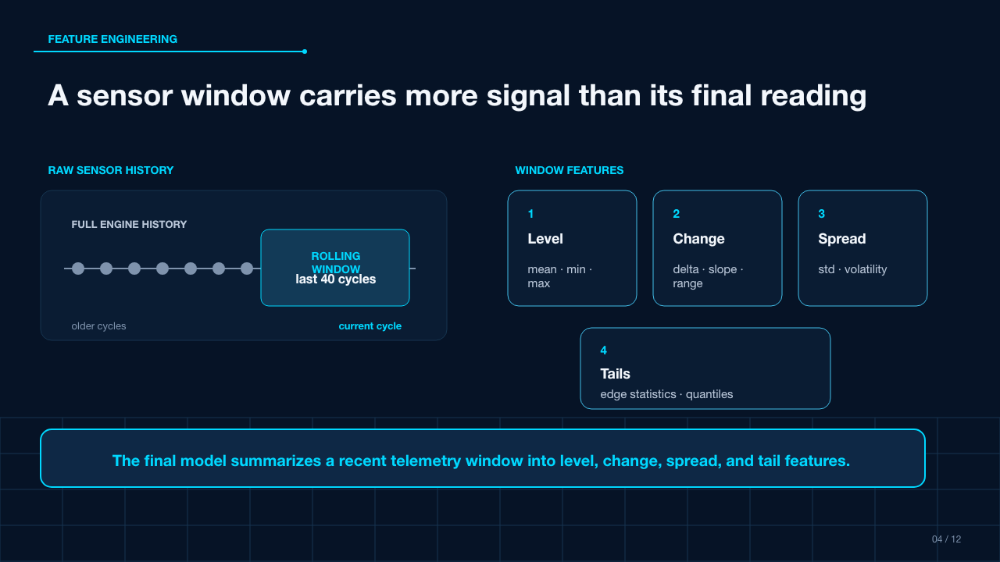 FEATURE ENGINEERING
A sensor window carries more signal than its final reading
RAW SENSOR HISTORY
FULL ENGINE HISTORY
ROLLING
WINDOW
last 40 cycles
older cycles
current cycle
WINDOW FEATURES
1
Level
mean · min ·
max
2
Change
delta · slope ·
range
3
Spread
std · volatility
4
Tails
edge statistics · quantiles
The final model summarizes a recent telemetry window into level, change, spread, and tail features.
04 / 12